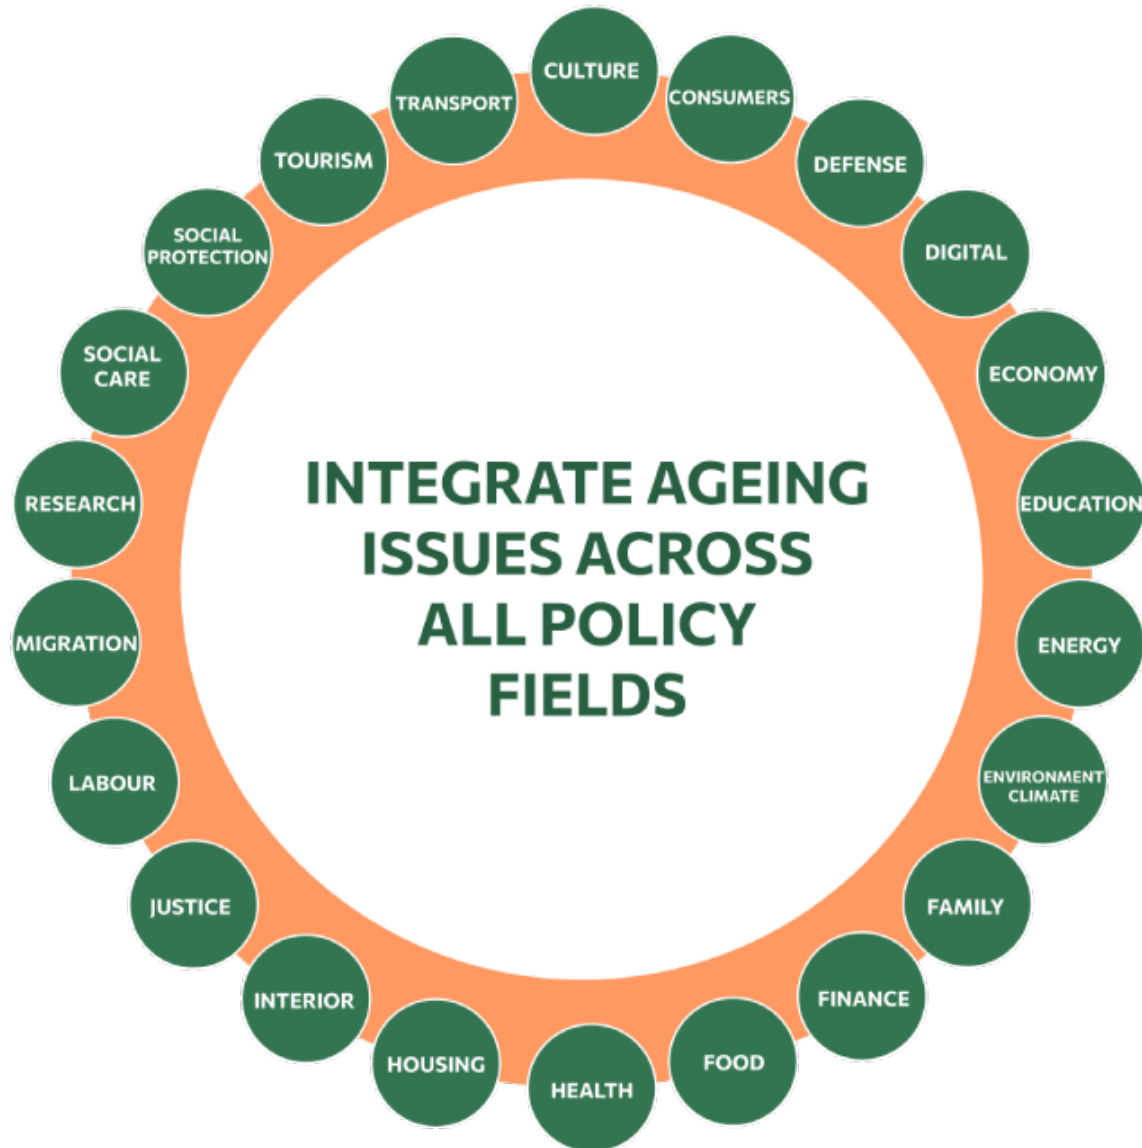 CULTURE
CONSUMERS
DEFENSE
DIGITAL
ECONOMY
EDUCATION
ENERGY
ENVIRONMENT
CLIMATE
FAMILY
FINANCE
FOOD
HEALTH
HOUSING
INTERIOR
JUSTICE
LABOUR
MIGRATION
RESEARCH
SOCIAL
CARE
SOCIAL
PROTECTION
TOURISM
TRANSPORT
INTEGRATE AGEING
ISSUES ACROSS
ALL POLICY
FIELDS